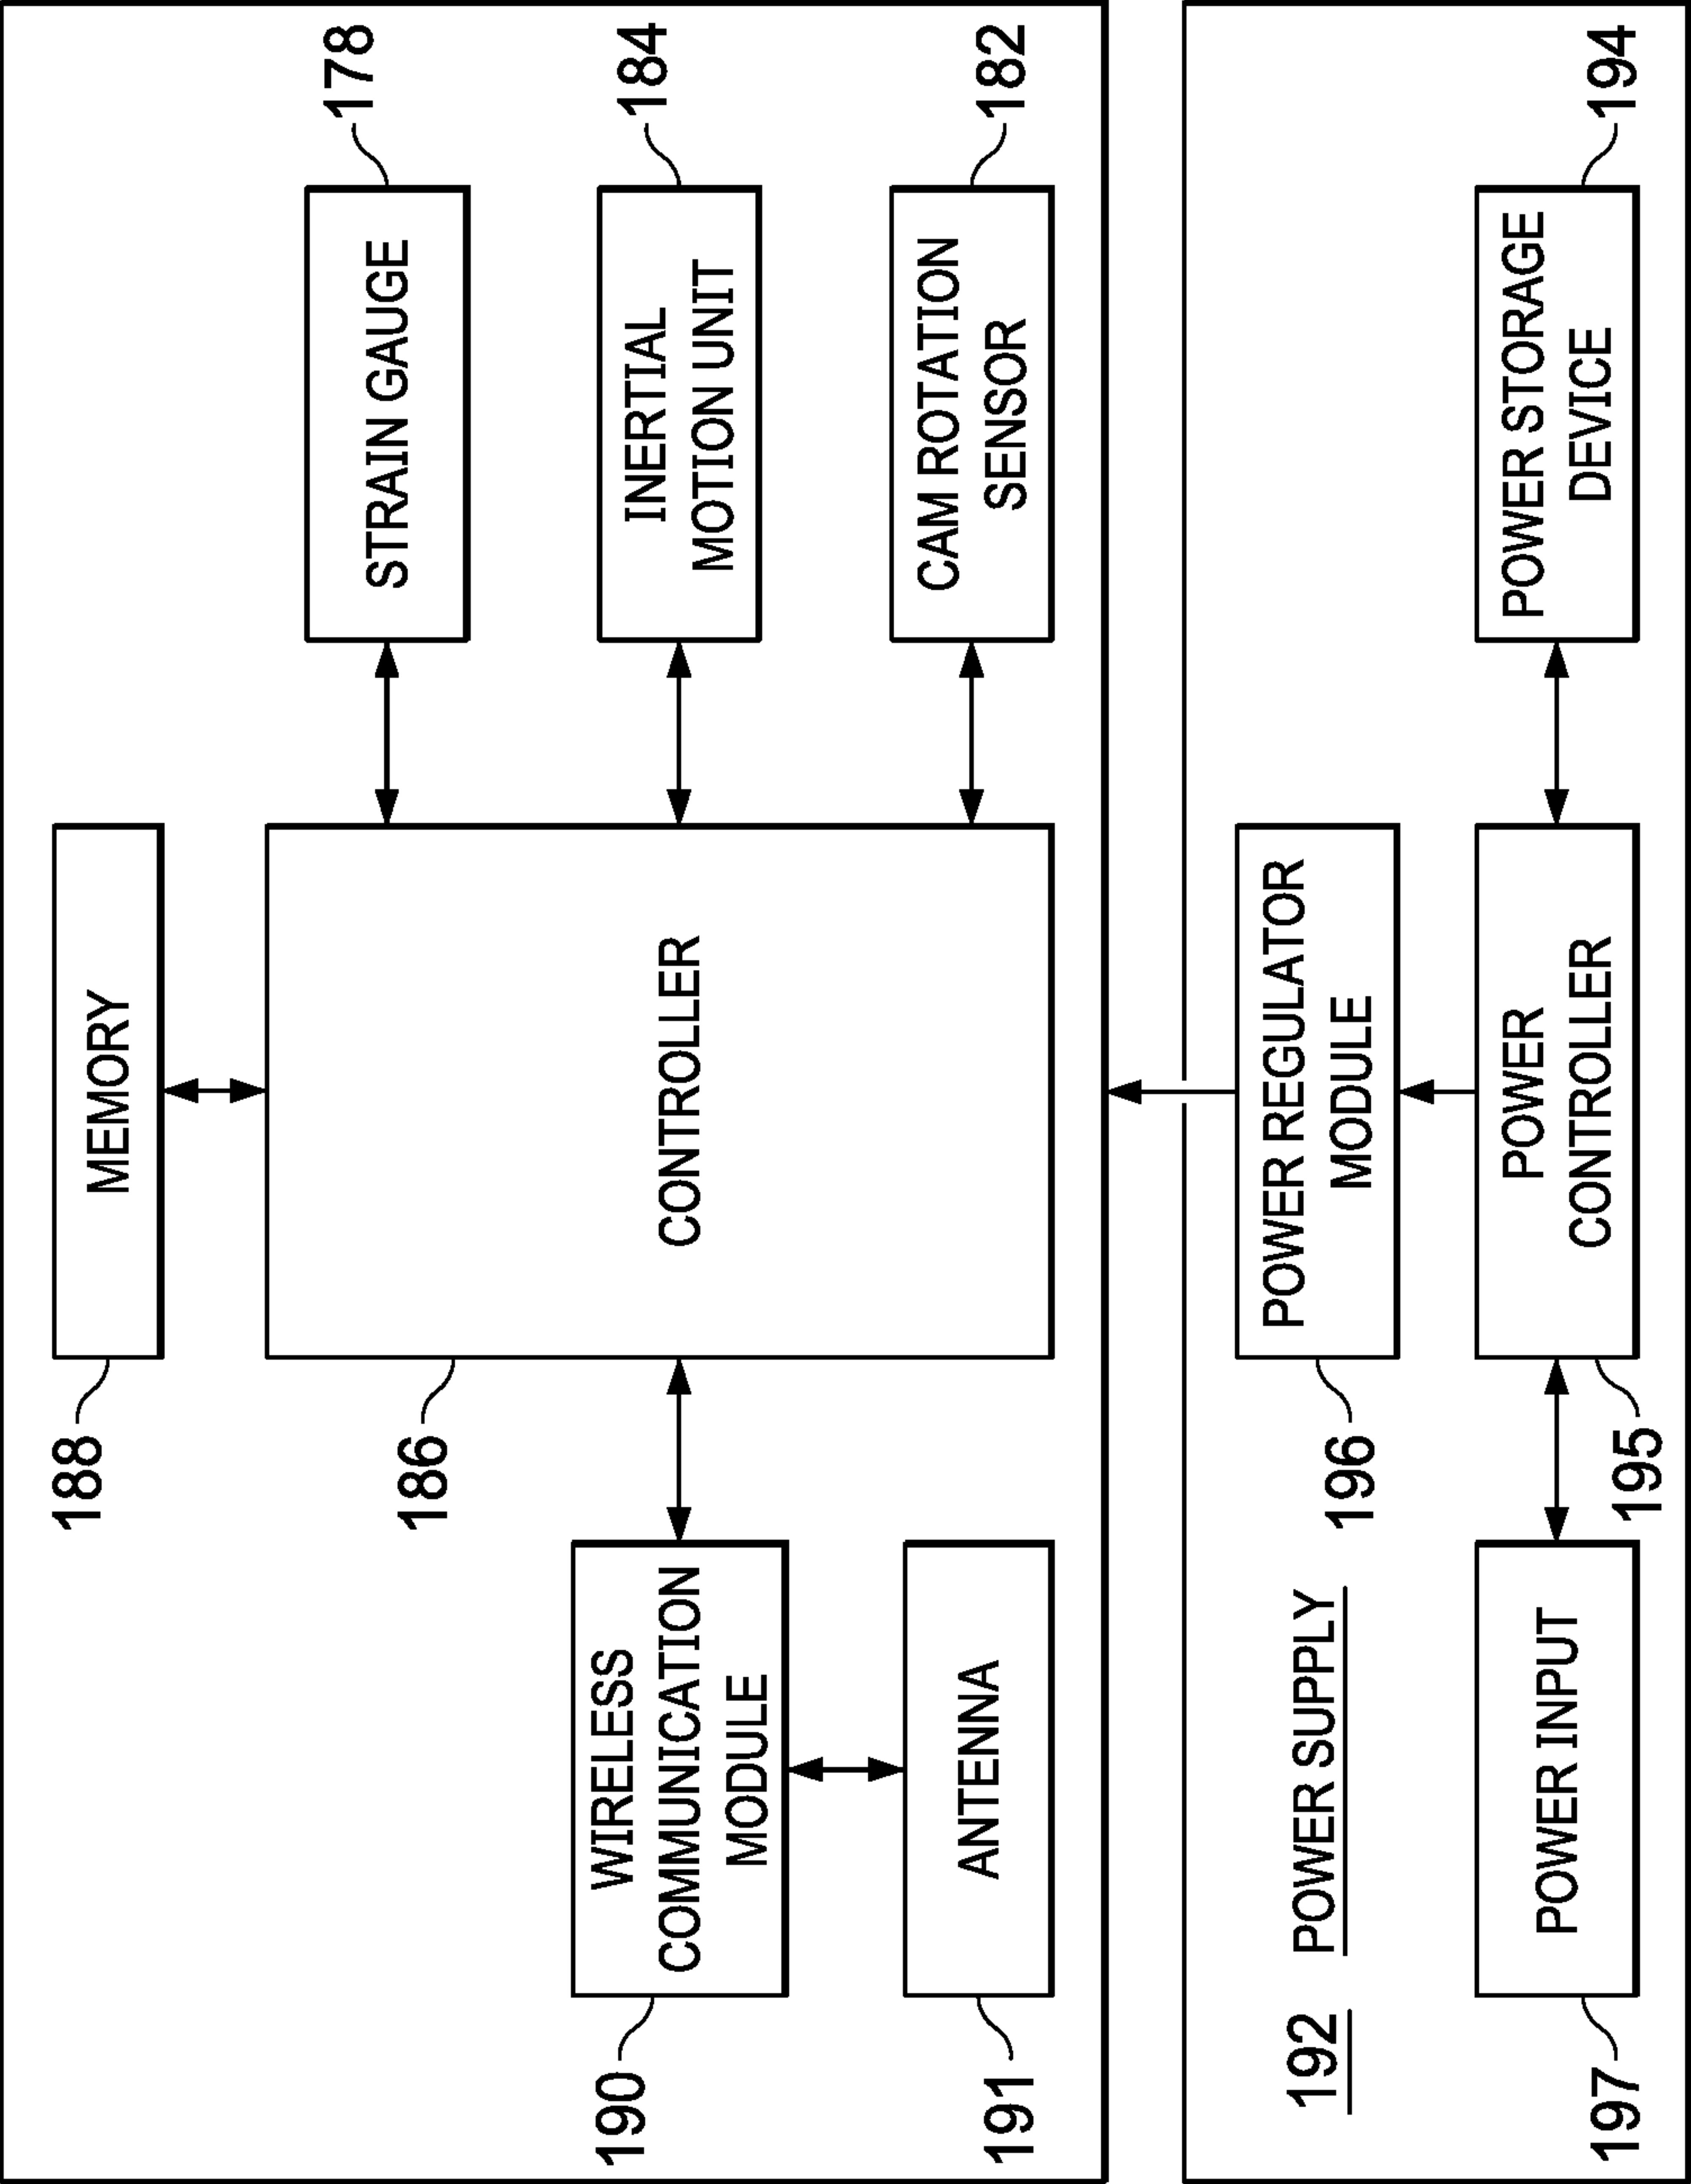 188
MEMORY
178
STRAIN GAUGE
186
CONTROLLER
190
WIRELESS
COMMUNICATION
MODULE
184
INERTIAL
MOTION UNIT
191
ANTENNA
182
CAM ROTATION
SENSOR
192 POWER SUPPLY
196
POWER REGULATOR
MODULE
197
POWER INPUT
195
POWER
CONTROLLER
194
POWER STORAGE
DEVICE